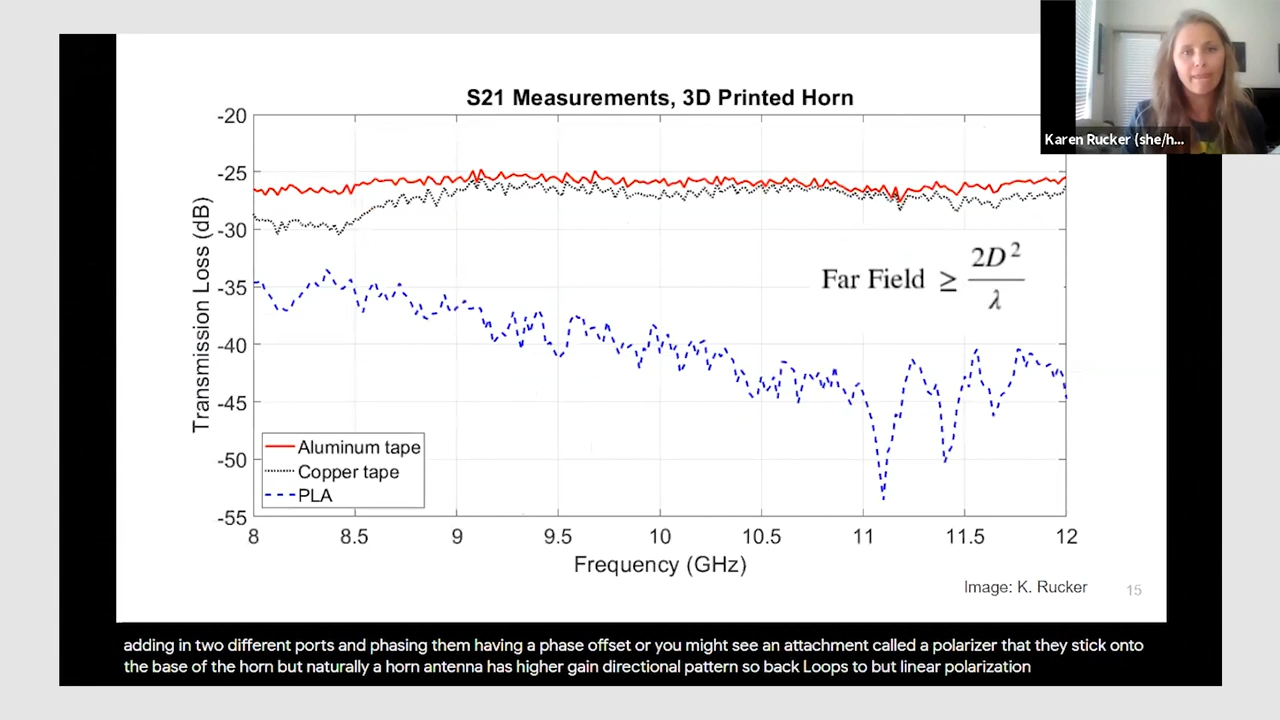 S21 Measurements, 3D Printed Horn
Karen Rucker (she/h...
-20
-25
-30
-35
-40
-45
-50
-55
Transmission Loss (dB)
Far Field ≥ 2D²/λ
Aluminum tape
Copper tape
PLA
8 8.5 9 9.5 10 10.5 11 11.5 12
Frequency (GHz)
Image: K. Rucker 15
adding in two different ports and phasing them having a phase offset or you might see an attachment called a polarizer that they stick onto
the base of the horn but naturally a horn antenna has higher gain directional pattern so back Loops to but linear polarization